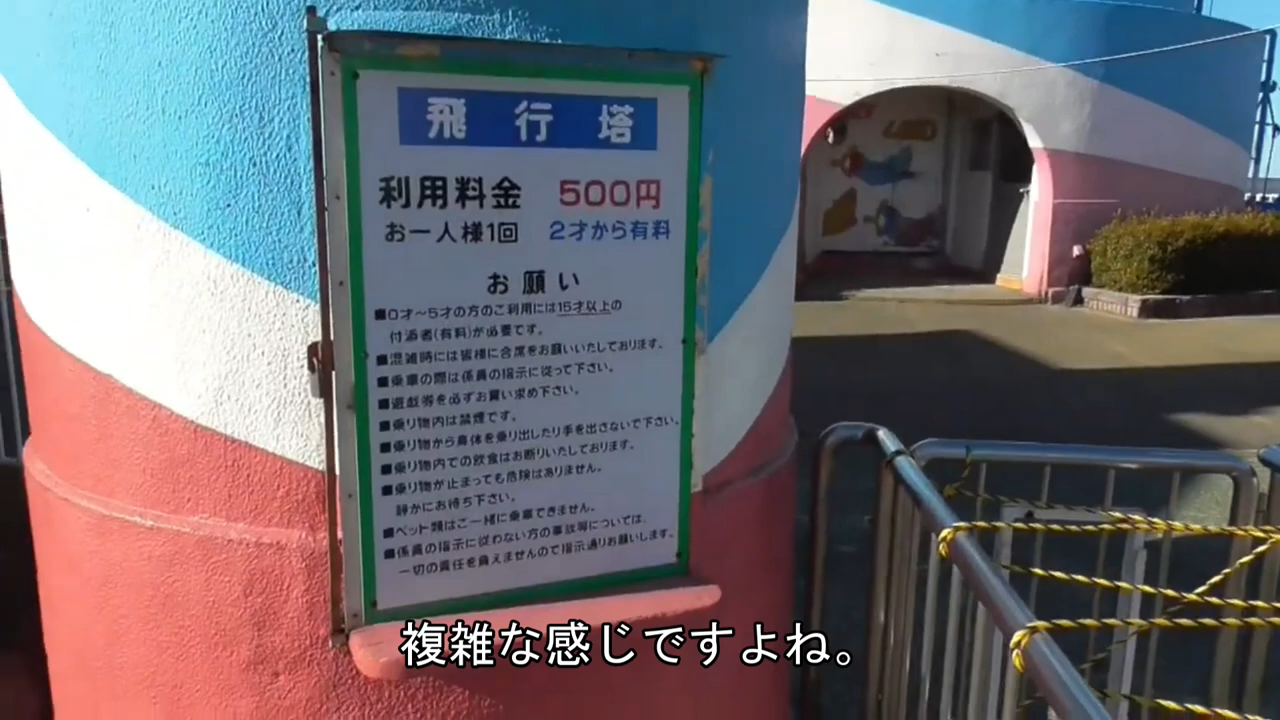 飛行塔
利用料金 500円
お一人様1回 2才から有料
お願い
■0才～5才の方のご利用には15才以上の
付添者(有料)が必要です。
■混雑時には皆様に合席をお願いいたしております。
■乗車の際は係員の指示に従って下さい。
■遊戯券を必ずお買い求め下さい。
■乗り物内は禁煙です。
■乗り物から身体を乗り出したり手を出さないで下さい。
■乗り物内での飲食はお断りいたしております。
■乗り物が止まっても危険はありません。
静かにお待ち下さい。
■ペット類はご一緒に乗車できません。
■係員の指示に従わない方の事故等については、
一切の責任を負えませんので指示通りお願いします。
複雑な感じですよね。